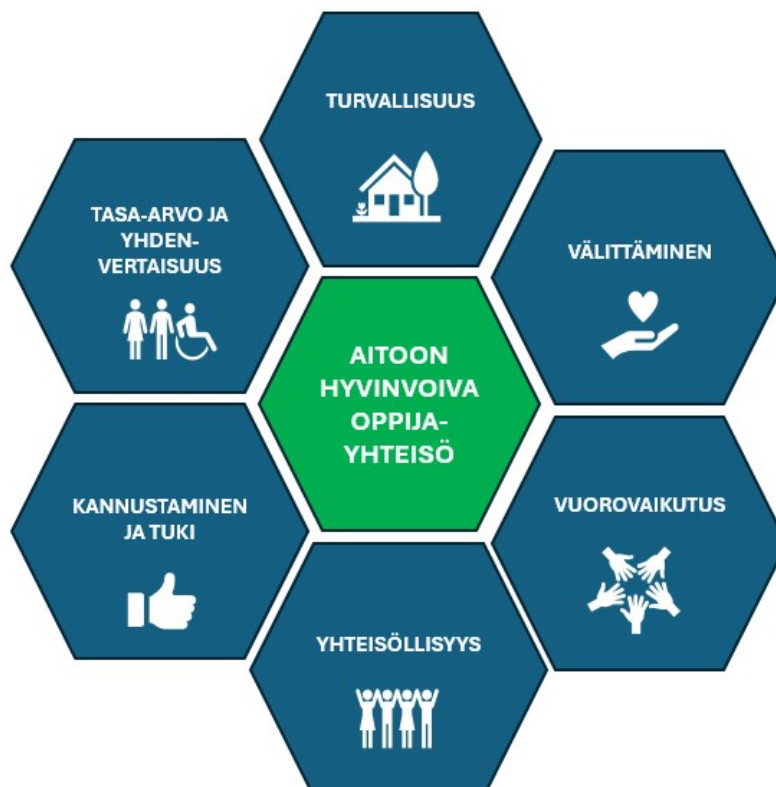 TURVALLISUUS
TASA-ARVO JA
YHDEN-
VERTAISUUS
VÄLITTÄMINEN
AITOON
HYVINVOIVA
OPPIJA-
YHTEISÖ
KANNUSTAMINEN
JA TUKI
VUOROVAIKUTUS
YHTEISÖLLISYYS